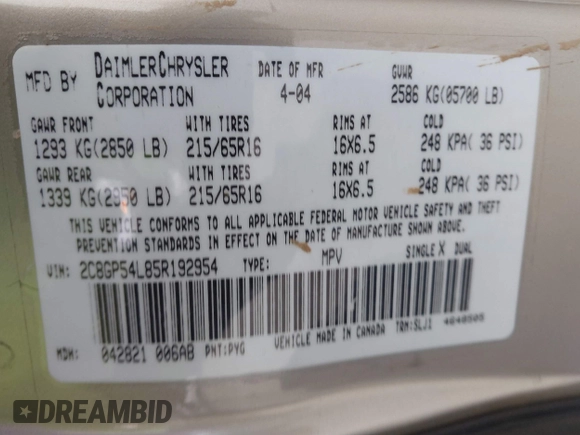 MFD BY DAIMLERCHRYSLER CORPORATION
DATE OF MFR 4-04
GVWR 2586 KG(05700 LB)
GAWR FRONT WITH TIRES RIMS AT COLD
1293 KG(2850 LB) 215/65R16 16X6.5 248 KPA( 36 PSI)
GAWR REAR WITH TIRES RIMS AT COLD
1339 KG(2950 LB) 215/65R16 16X6.5 248 KPA( 36 PSI)
THIS VEHICLE CONFORMS TO ALL APPLICABLE FEDERAL MOTOR VEHICLE SAFETY AND THEFT
PREVENTION STANDARDS IN EFFECT ON THE DATE OF MANUFACTURE SHOWN ABOVE.
VIN: 2C8GP54L85R192954 TYPE: MPV SINGLE X DUAL
MDH: 042821 006AB PNT:PYG VEHICLE MADE IN CANADA TRM:SLJ1 4648505
DREAMBID